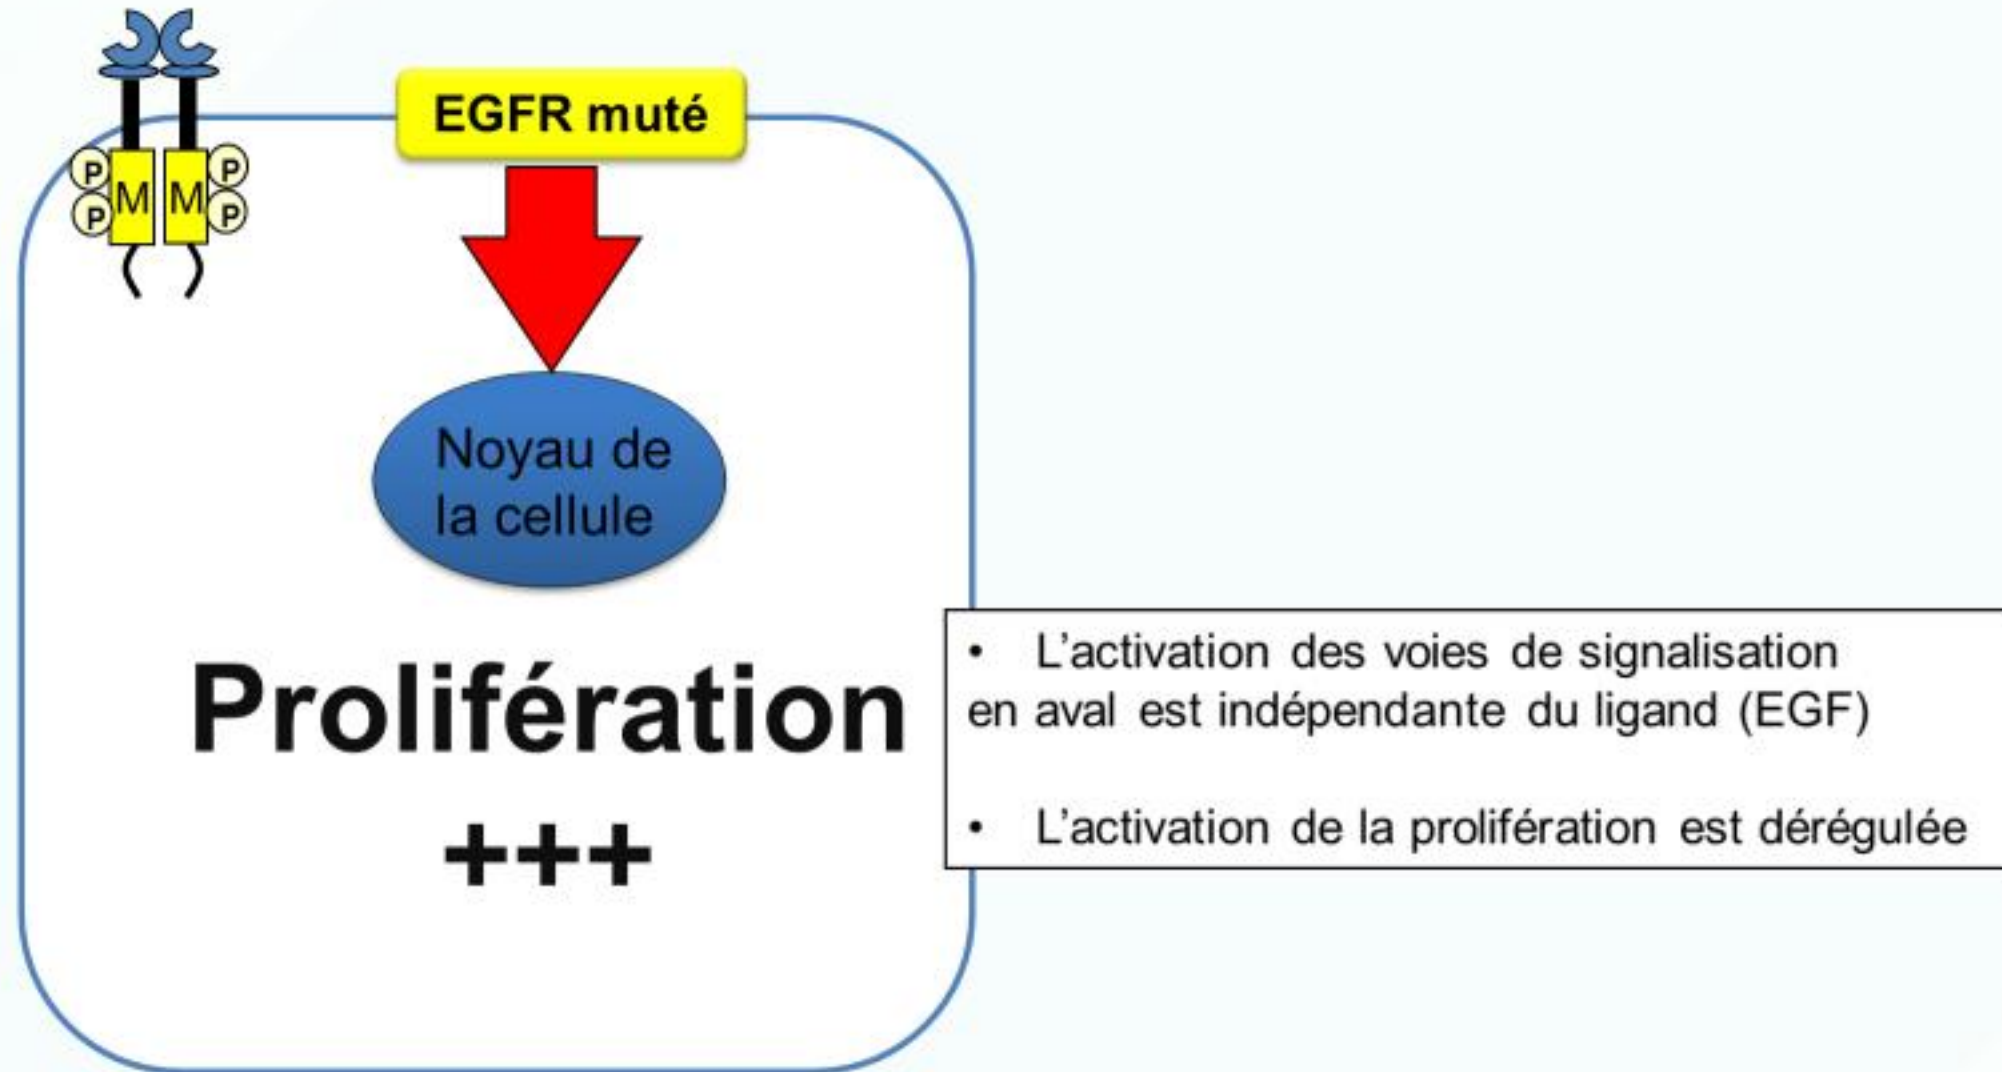 EGFR muté
P
P
M
M
P
P
Noyau de
la cellule
Prolifération
+++
• L'activation des voies de signalisation
en aval est indépendante du ligand (EGF)
• L'activation de la prolifération est dérégulée